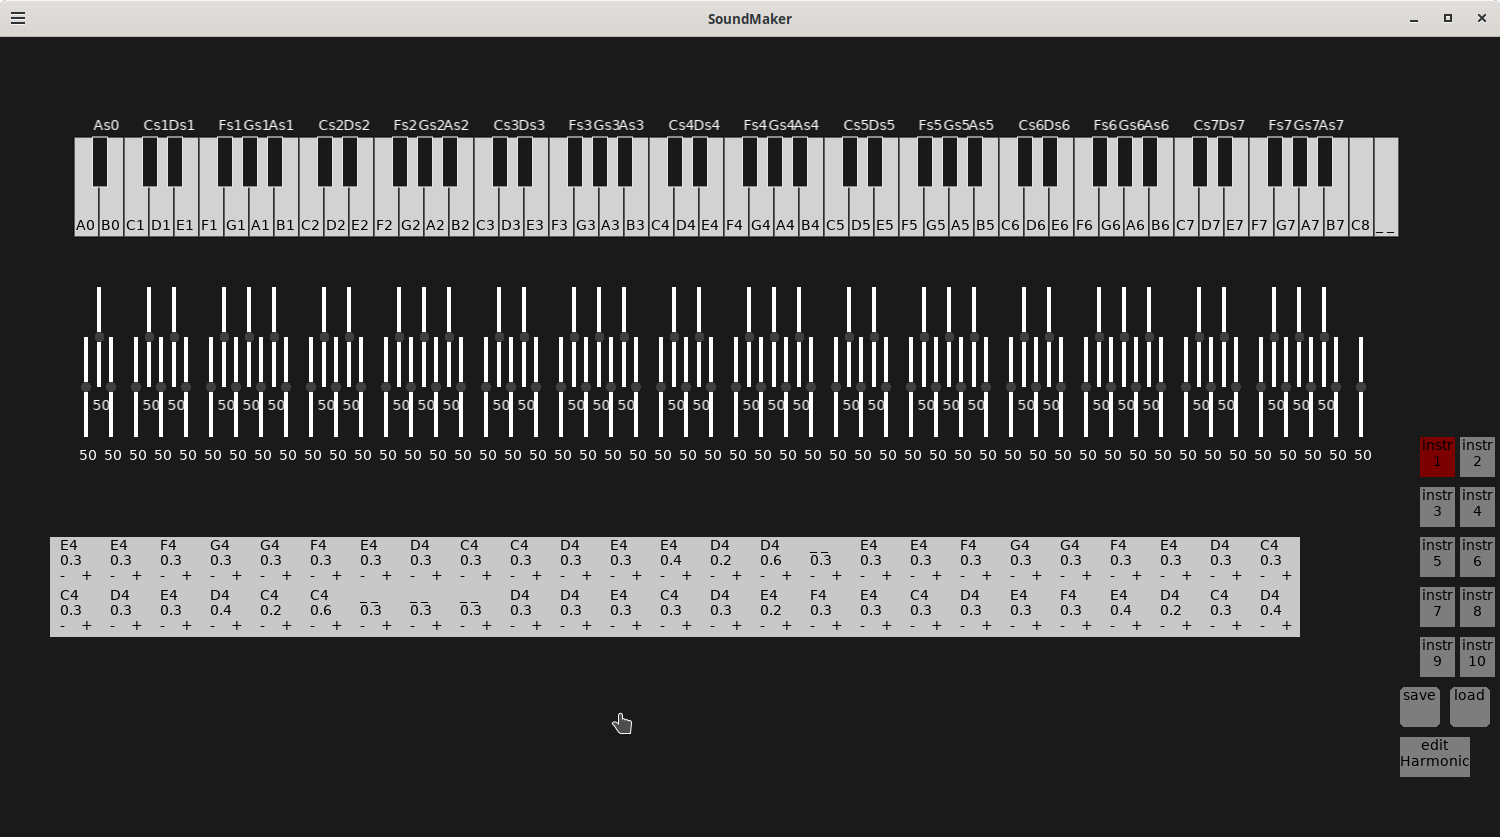 SoundMaker
As0 Cs1Ds1 Fs1Gs1As1 Cs2Ds2 Fs2Gs2As2 Cs3Ds3 Fs3Gs3As3 Cs4Ds4 Fs4Gs4As4 Cs5Ds5 Fs5Gs5As5 Cs6Ds6 Fs6Gs6As6 Cs7Ds7 Fs7Gs7As7
A0 B0 C1 D1 E1 F1 G1 A1 B1 C2 D2 E2 F2 G2 A2 B2 C3 D3 E3 F3 G3 A3 B3 C4 D4 E4 F4 G4 A4 B4 C5 D5 E5 F5 G5 A5 B5 C6 D6 E6 F6 G6 A6 B6 C7 D7 E7 F7 G7 A7 B7 C8 _ _
50 50 50 50 50 50 50 50 50 50 50 50 50 50 50 50 50 50 50 50 50 50 50 50 50 50 50 50 50 50 50 50 50 50 50 50
50 50 50 50 50 50 50 50 50 50 50 50 50 50 50 50 50 50 50 50 50 50 50 50 50 50 50 50 50 50 50 50 50 50 50 50 50 50 50 50 50 50 50 50 50 50 50 50 50 50 50 50
E4 E4 F4 G4 G4 F4 E4 D4 C4 C4 D4 E4 E4 D4 D4 _ _ E4 E4 F4 G4 G4 F4 E4 D4 C4
0.3 0.3 0.3 0.3 0.3 0.3 0.3 0.3 0.3 0.3 0.3 0.3 0.4 0.2 0.6 0.3 0.3 0.3 0.3 0.3 0.3 0.3 0.3 0.3 0.3
- + - + - + - + - + - + - + - + - + - + - + - + - + - + - + - + - + - + - + - + - + - + - + - + - +
C4 D4 E4 D4 C4 C4 _ _ _ _ _ _ D4 D4 E4 C4 D4 E4 F4 E4 C4 D4 E4 F4 E4 D4 C4 D4
0.3 0.3 0.3 0.4 0.2 0.6 0.3 0.3 0.3 0.3 0.3 0.3 0.3 0.3 0.2 0.3 0.3 0.3 0.3 0.3 0.3 0.4 0.2 0.3 0.4
- + - + - + - + - + - + - + - + - + - + - + - + - + - + - + - + - + - + - + - + - + - + - + - + - +
instr
1
instr
2
instr
3
instr
4
instr
5
instr
6
instr
7
instr
8
instr
9
instr
10
save
load
edit
Harmonic